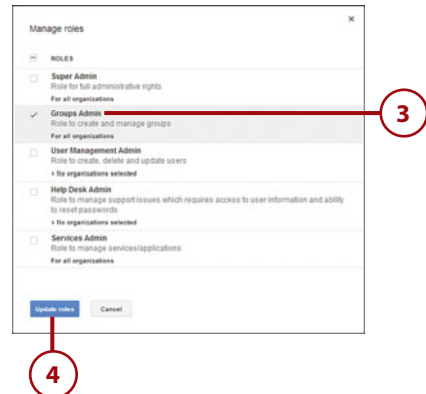 Manage roles
×
ROLES
Super Admin
Role for full administrative rights
For all organizations
Groups Admin
3
Role to create and manage groups
For all organizations
User Management Admin
Role to create, delete and update users
No organizations selected
Help Desk Admin
Role to manage support issues which requires access to user information and ability
to reset passwords
No organizations selected
Services Admin
Role to manage services/applications
For all organizations
Update roles Cancel
4